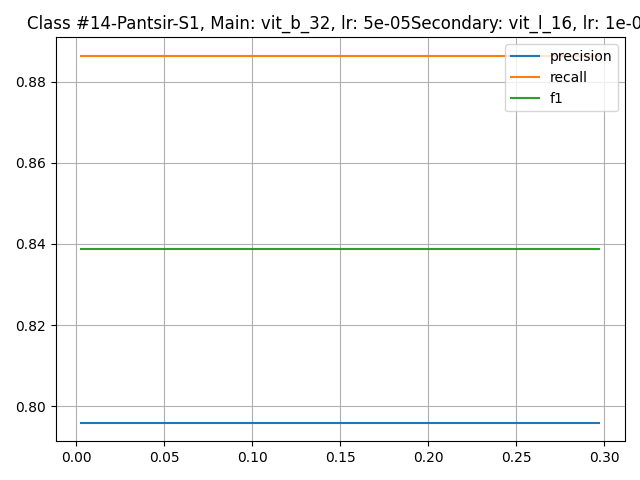 Class #14-Pantsir-S1, Main: vit_b_32, lr: 5e-05Secondary: vit_l_16, lr: 1e-0
precision
recall
f1
0.88
0.86
0.84
0.82
0.80
0.00 0.05 0.10 0.15 0.20 0.25 0.30